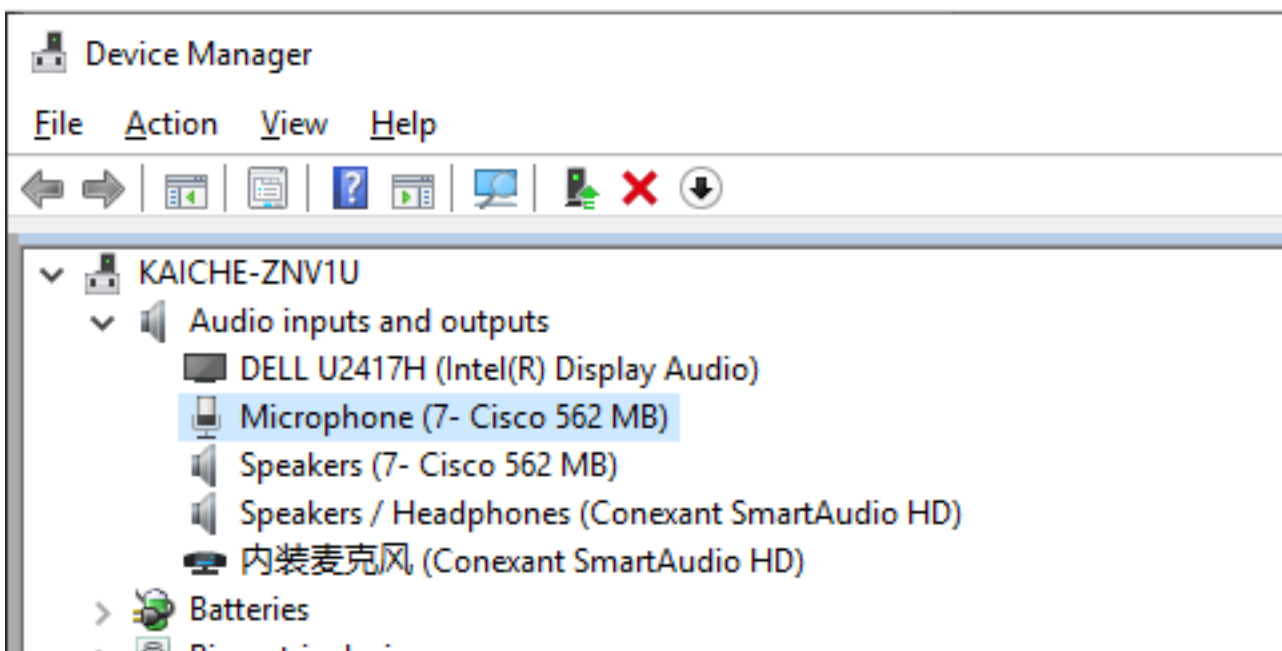 Device Manager
File Action View Help
KAICHE-ZNV1U
Audio inputs and outputs
DELL U2417H (Intel(R) Display Audio)
Microphone (7- Cisco 562 MB)
Speakers (7- Cisco 562 MB)
Speakers / Headphones (Conexant SmartAudio HD)
内装麦克风 (Conexant SmartAudio HD)
Batteries